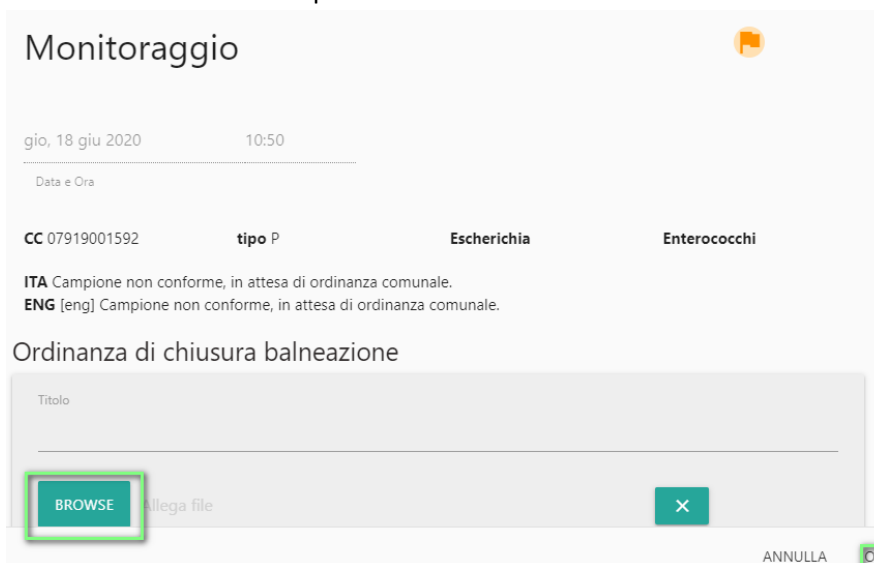 Monitoraggio
gio, 18 giu 2020 10:50
Data e Ora
CC 07919001592 tipo P Escherichia Enterococchi
ITA Campione non conforme, in attesa di ordinanza comunale.
ENG [eng] Campione non conforme, in attesa di ordinanza comunale.
Ordinanza di chiusura balneazione
Titolo
BROWSE Allega file
ANNULLA